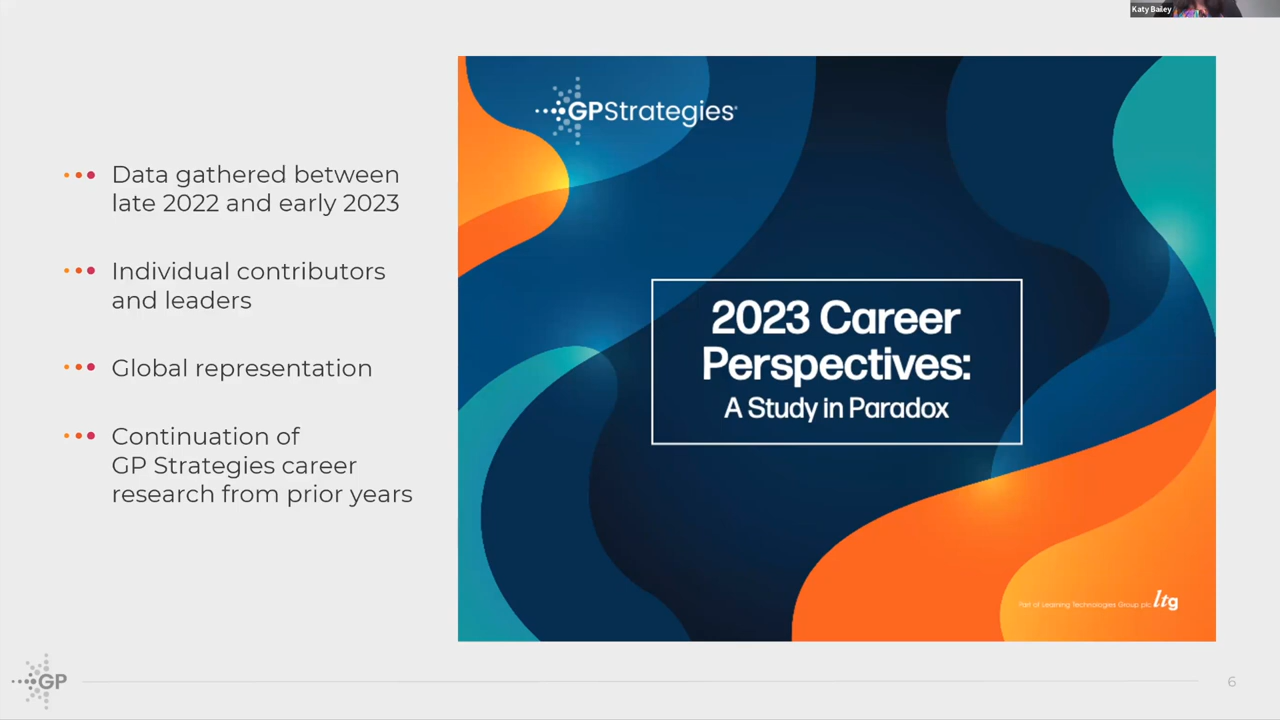 Katy Bailey
Data gathered between
late 2022 and early 2023
Individual contributors
and leaders
Global representation
Continuation of
GP Strategies career
research from prior years
GPStrategies
2023 Career
Perspectives:
A Study in Paradox
Part of Learning Technologies Group plc ltg
GP
6